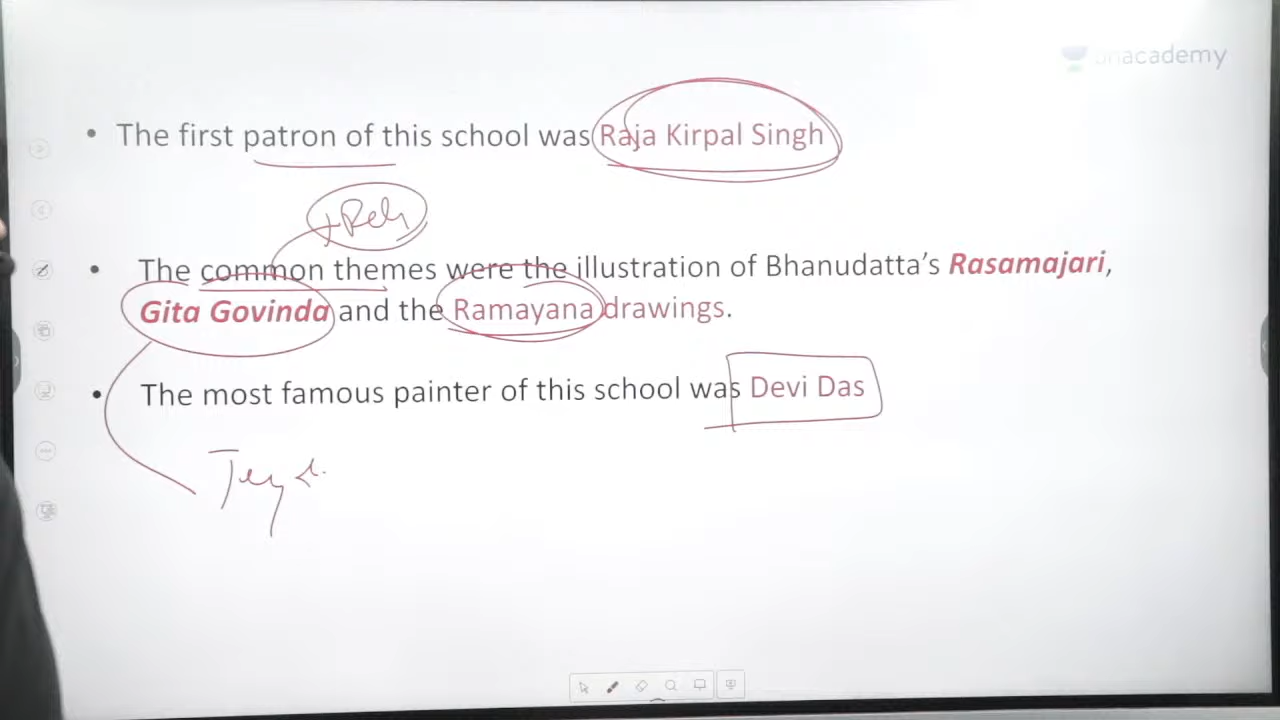 unacademy
• The first patron of this school was Raja Kirpal Singh
• The common themes were the illustration of Bhanudatta's Rasamajari,
Gita Govinda and the Ramayana drawings.
• The most famous painter of this school was Devi Das